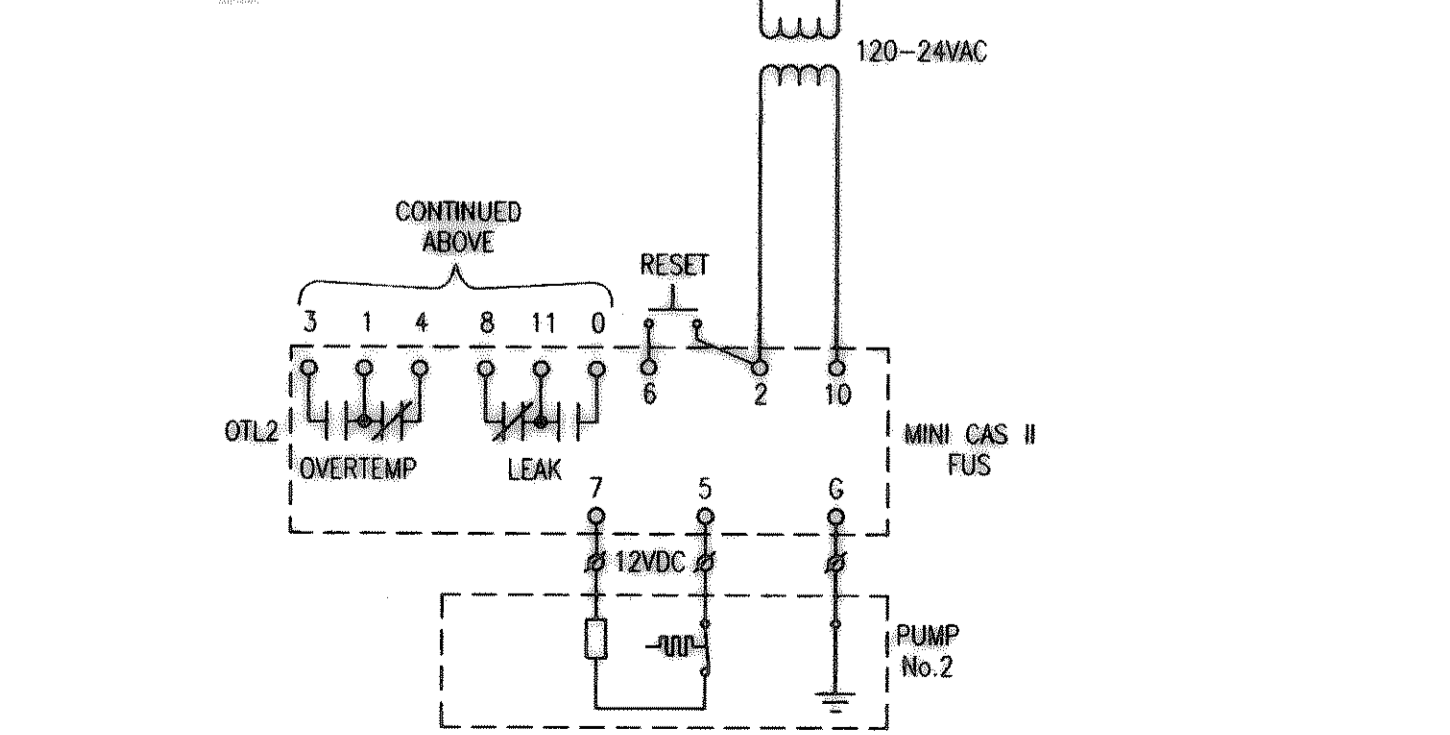 120-24VAC
CONTINUED
ABOVE
RESET
3 1 4 8 11 0
6 2 10
OTL2
OVERTEMP LEAK
MINI CAS II
FUS
7 5 G
12VDC
PUMP
No.2